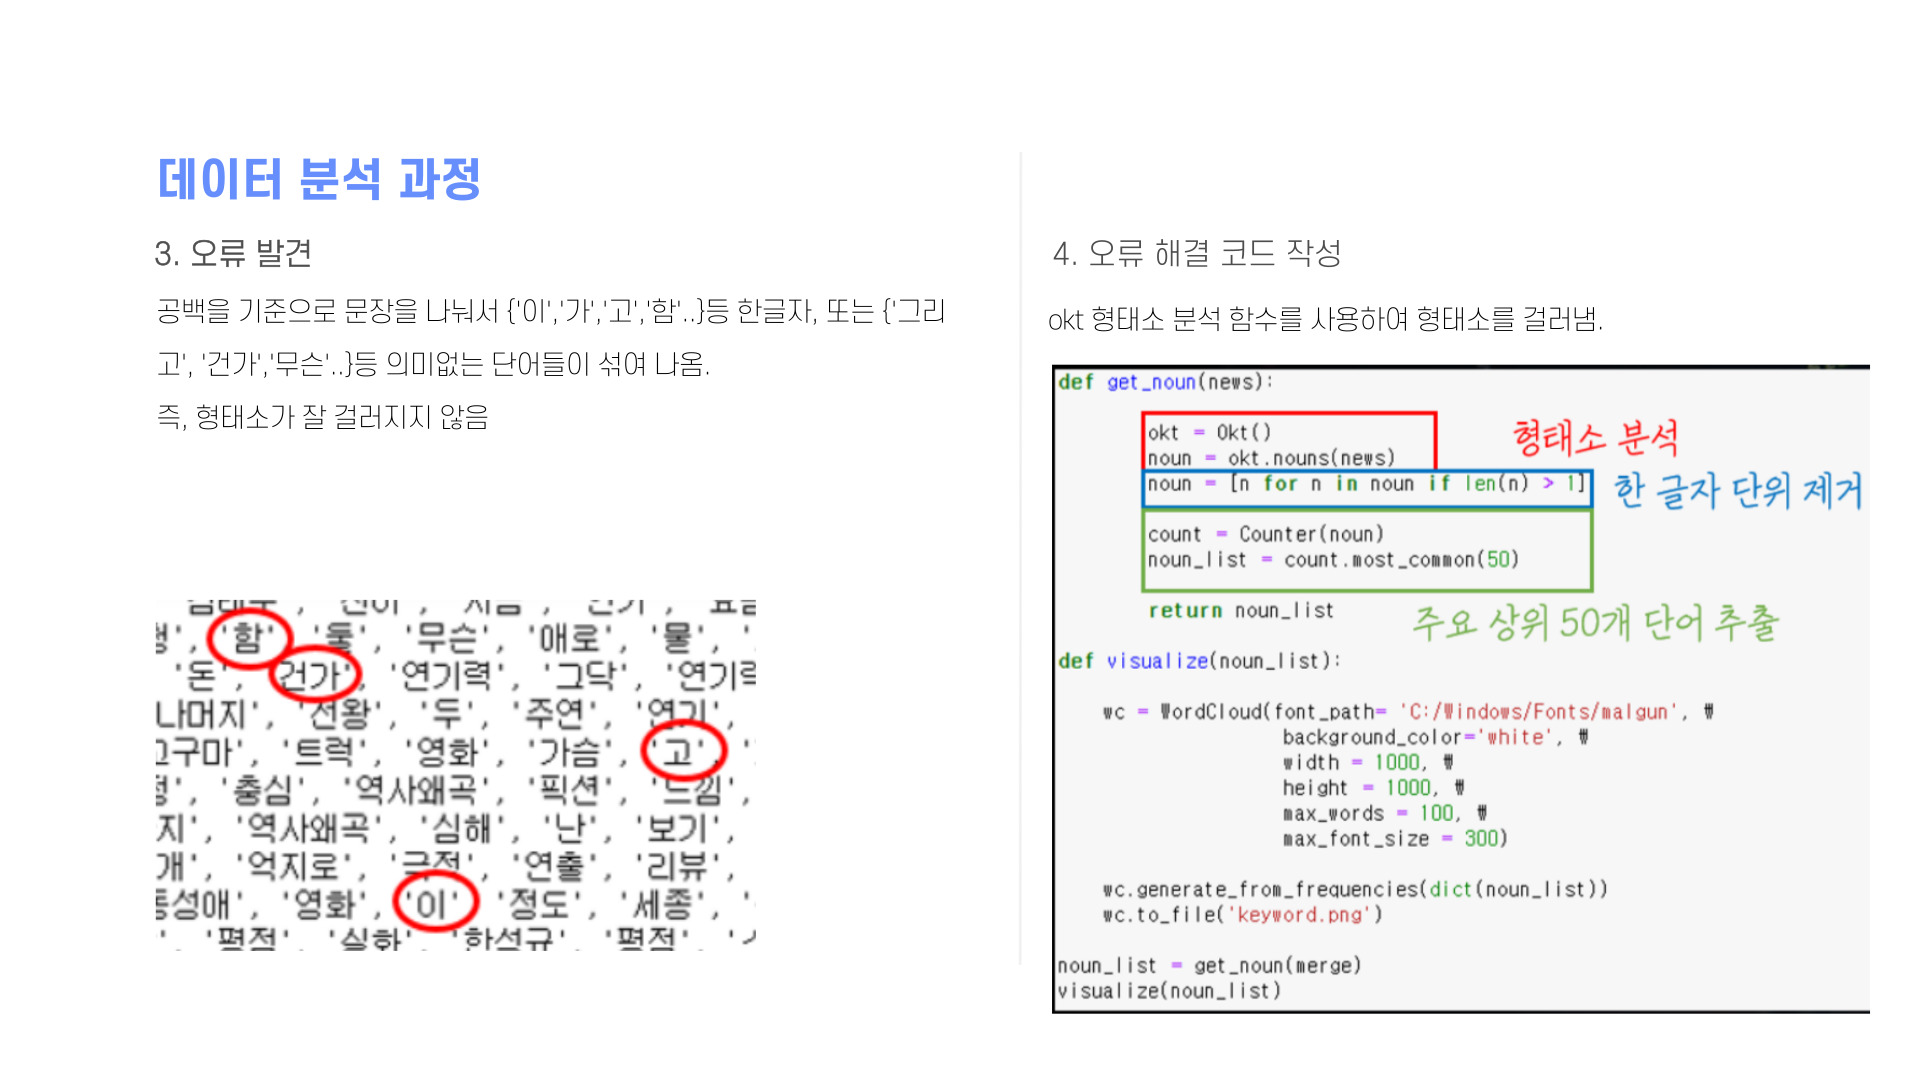 데이터 분석 과정
3. 오류 발견
공백을 기준으로 문장을 나눠서 {'이','가','고','함'..}등 한글자, 또는 {'그리
고', '건가','무슨'..}등 의미없는 단어들이 섞여 나옴.
즉, 형태소가 잘 걸러지지 않음
', '함', '둘', '무슨', '애로', '물', '
'돈', '건가', '연기력', '그닥', '연기력
나머지', '선왕', '두', '주연', '연기',
고구마', '트럭', '영화', '가슴', '고', '
', '충심', '역사왜곡', '픽션', '느낌',
지', '역사왜곡', '심해', '난', '보기',
개', '억지로', '극적', '연출', '리뷰',
동성애', '영화', '이', '정도', '세종', '
', '평점', '실화', '한석규', '평점', '
4. 오류 해결 코드 작성
okt 형태소 분석 함수를 사용하여 형태소를 걸러냄.
def get_noun(news):
okt = Okt()
noun = okt.nouns(news)
형태소 분석
noun = [n for n in noun if len(n) > 1]
한 글자 단위 제거
count = Counter(noun)
noun_list = count.most_common(50)
return noun_list
주요 상위 50개 단어 추출
def visualize(noun_list):
wc = WordCloud(font_path= 'C:/Windows/Fonts/malgun', ₩
background_color='white', ₩
width = 1000, ₩
height = 1000, ₩
max_words = 100, ₩
max_font_size = 300)
wc.generate_from_frequencies(dict(noun_list))
wc.to_file('keyword.png')
noun_list = get_noun(merge)
visualize(noun_list)